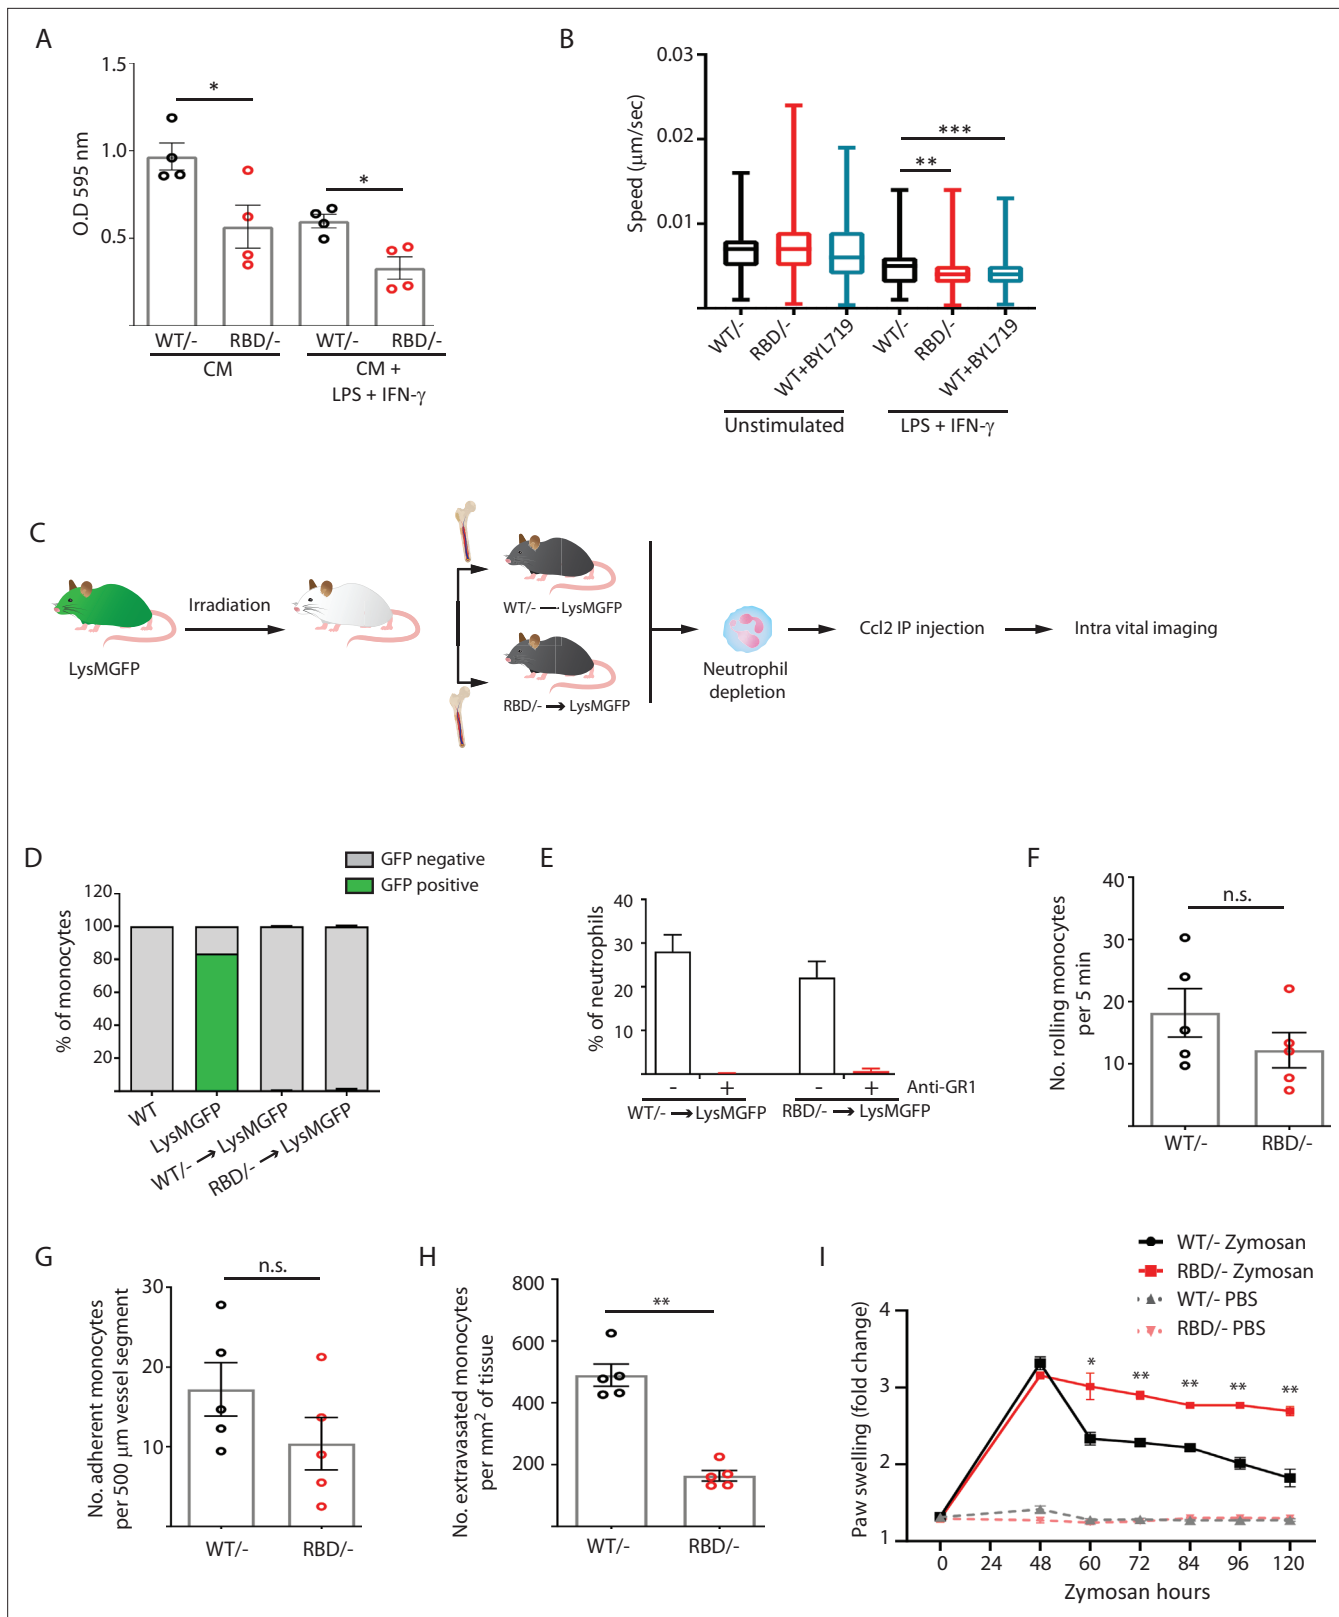 A
1.5
1.0
0.5
O.D 595 nm
*
*
WT/-
RBD/-
WT/-
RBD/-
CM
CM +
LPS + IFN-γ
B
0.03
0.02
0.01
Speed (μm/sec)
***
**
WT/-
RBD/-
WT+BYL719
WT/-
RBD/-
WT+BYL719
Unstimulated
LPS + IFN-γ
C
LysMGFP
Irradiation
WT/- → LysMGFP
RBD/- → LysMGFP
Neutrophil
depletion
Ccl2 IP injection
Intra vital imaging
D
GFP negative
GFP positive
120
100
80
60
40
20
% of monocytes
WT
LysMGFP
WT/- → LysMGFP
RBD/- → LysMGFP
E
40
30
20
10
% of neutrophils
-
+
-
+
Anti-GR1
WT/- → LysMGFP
RBD/- → LysMGFP
F
40
30
20
10
No. rolling monocytes
per 5 min
n.s.
WT/-
RBD/-
G
30
20
10
No. adherent monocytes
per 500 μm vessel segment
n.s.
WT/-
RBD/-
H
800
600
400
200
No. extravasated monocytes
per mm² of tissue
**
WT/-
RBD/-
I
WT/- Zymosan
RBD/- Zymosan
WT/- PBS
RBD/- PBS
4
3
2
1
Paw swelling (fold change)
*
**
**
**
**
0
24
48
60
72
84
96
120
Zymosan hours